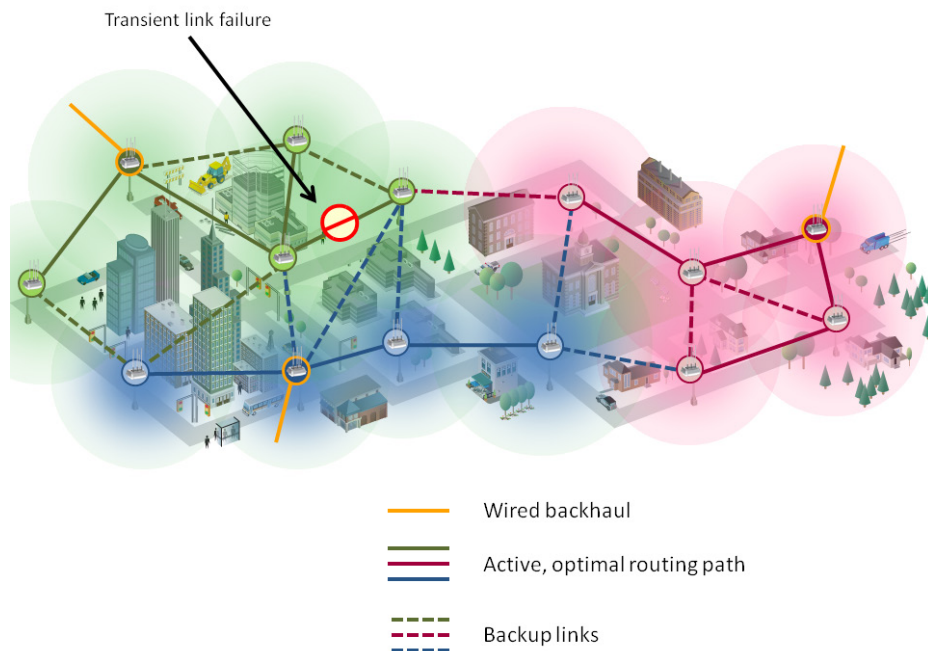 Transient link failure
Wired backhaul
Active, optimal routing path
Backup links